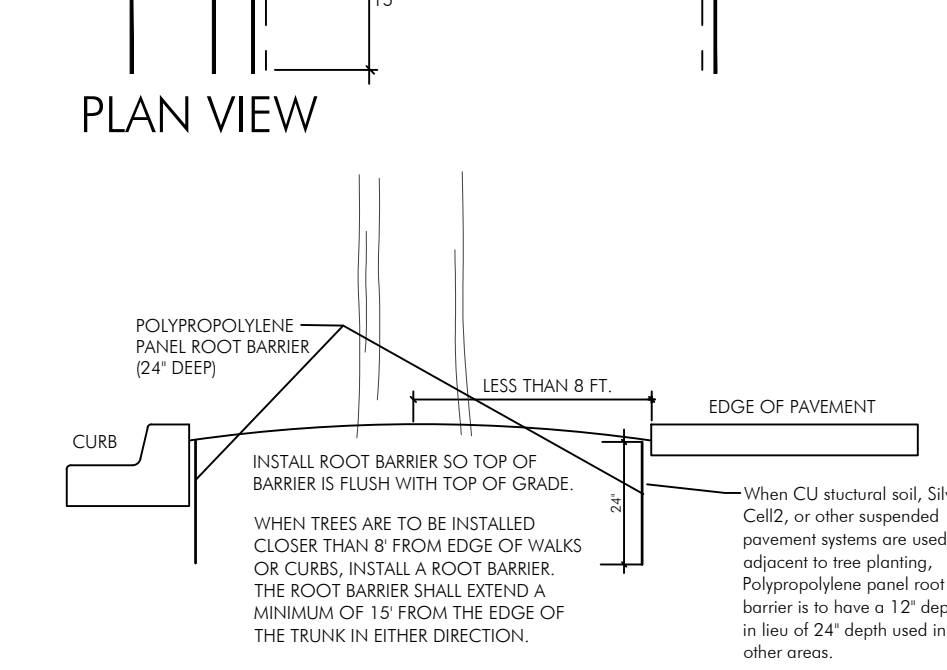 15'
PLAN VIEW
POLYPROPOLYLENE
PANEL ROOT BARRIER
(24" DEEP)
LESS THAN 8 FT.
EDGE OF PAVEMENT
CURB
INSTALL ROOT BARRIER SO TOP OF
BARRIER IS FLUSH WITH TOP OF GRADE.
WHEN TREES ARE TO BE INSTALLED
CLOSER THAN 8' FROM EDGE OF WALKS
OR CURBS, INSTALL A ROOT BARRIER.
THE ROOT BARRIER SHALL EXTEND A
MINIMUM OF 15' FROM THE EDGE OF
THE TRUNK IN EITHER DIRECTION.
24"
When CU stuctural soil,
Cell2, or other suspended
pavement systems are used
adjacent to tree planting,
Polypropolylene panel root
barrier is to have a 12"
in lieu of 24" depth used in
other areas.